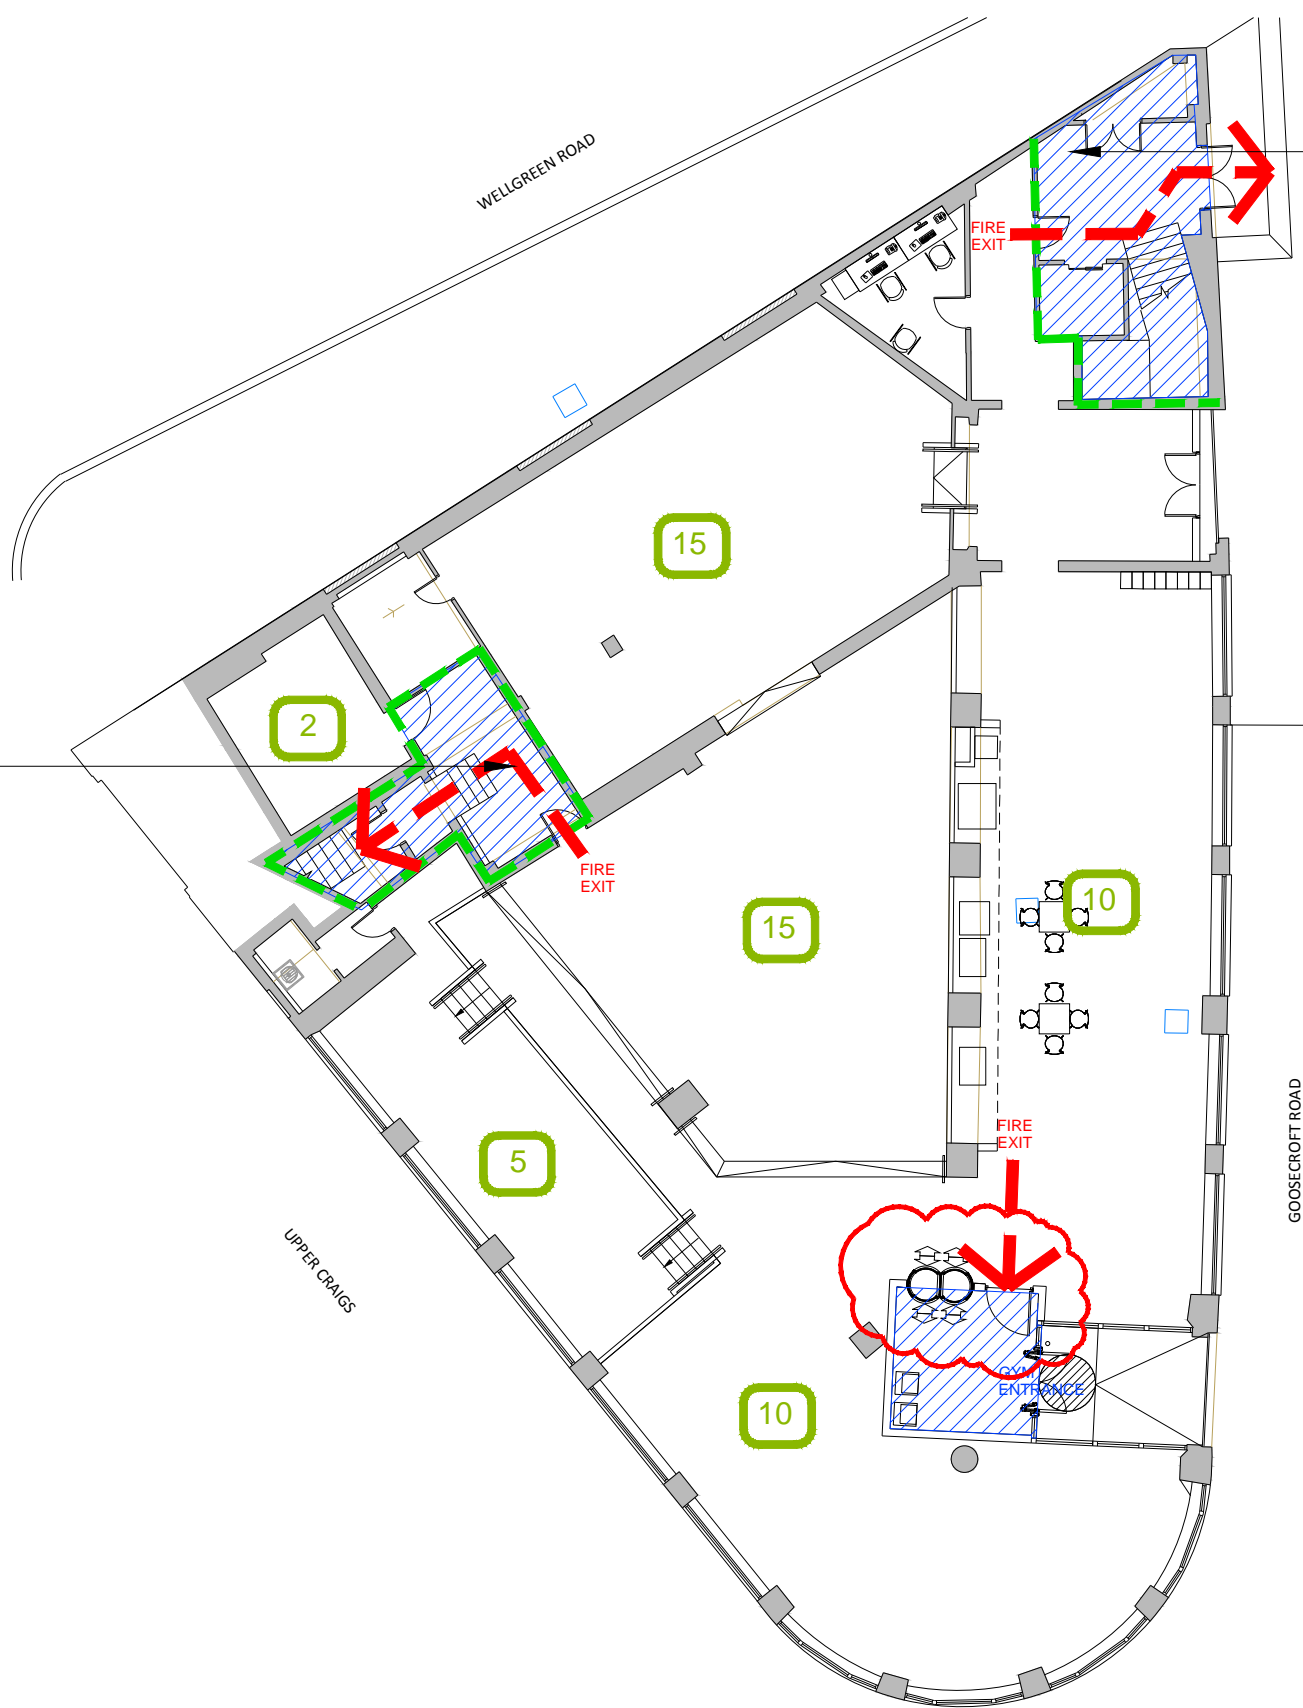 WELLGREEN ROAD
FIRE
EXIT
15
2
FIRE
EXIT
10
15
FIRE
EXIT
5
GOOSECROFT ROAD
UPPER CRAIGS
GYM
ENTRANCE
10